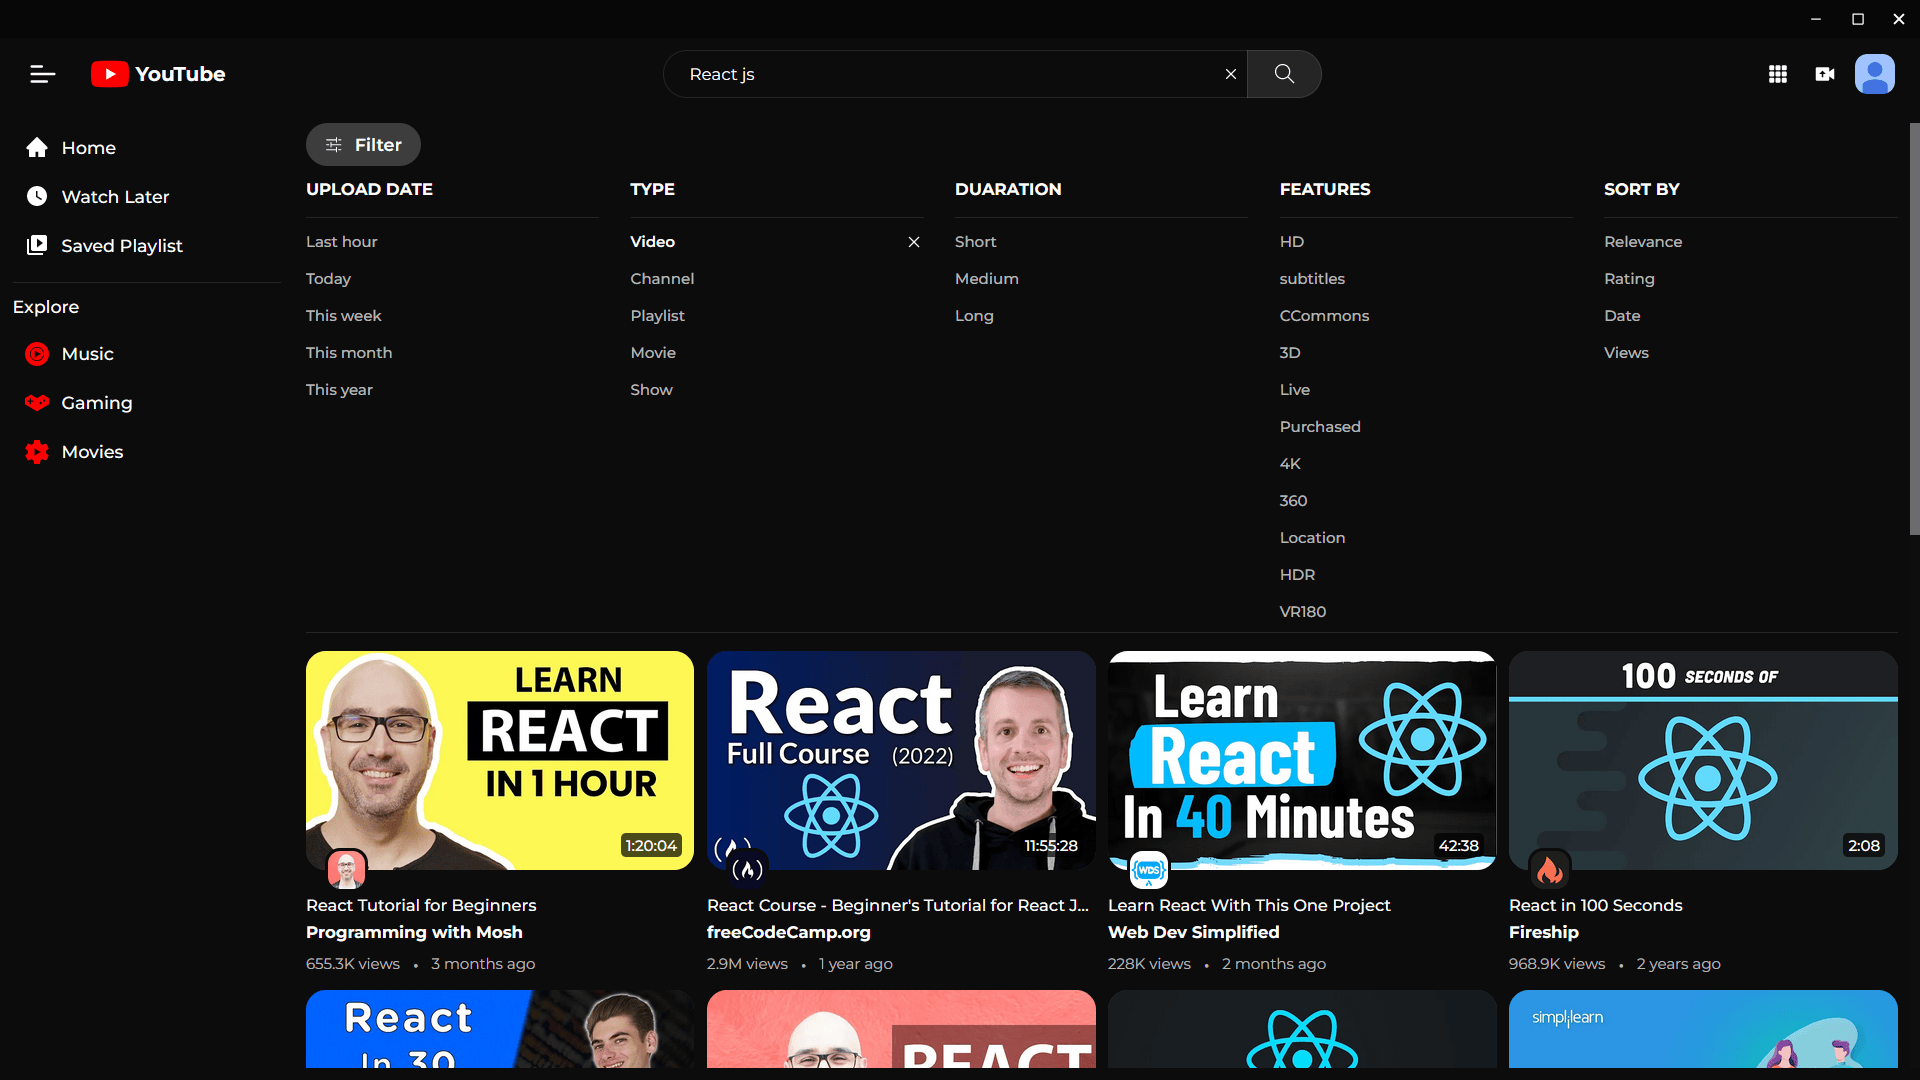 YouTube
React js
Home
Watch Later
Saved Playlist
Explore
Music
Gaming
Movies
Filter
UPLOAD DATE
Last hour
Today
This week
This month
This year
TYPE
Video
Channel
Playlist
Movie
Show
DUARATION
Short
Medium
Long
FEATURES
HD
subtitles
CCommons
3D
Live
Purchased
4K
360
Location
HDR
VR180
SORT BY
Relevance
Rating
Date
Views
LEARN
REACT
IN 1 HOUR
1:20:04
React Tutorial for Beginners
Programming with Mosh
655.3K views • 3 months ago
React
Full Course (2022)
11:55:28
React Course - Beginner's Tutorial for React J...
freeCodeCamp.org
2.9M views • 1 year ago
Learn
React
In 40 Minutes
42:38
WDS
Learn React With This One Project
Web Dev Simplified
228K views • 2 months ago
100 SECONDS OF
2:08
React in 100 Seconds
Fireship
968.9K views • 2 years ago
React
In 30
REACT
simplilearn